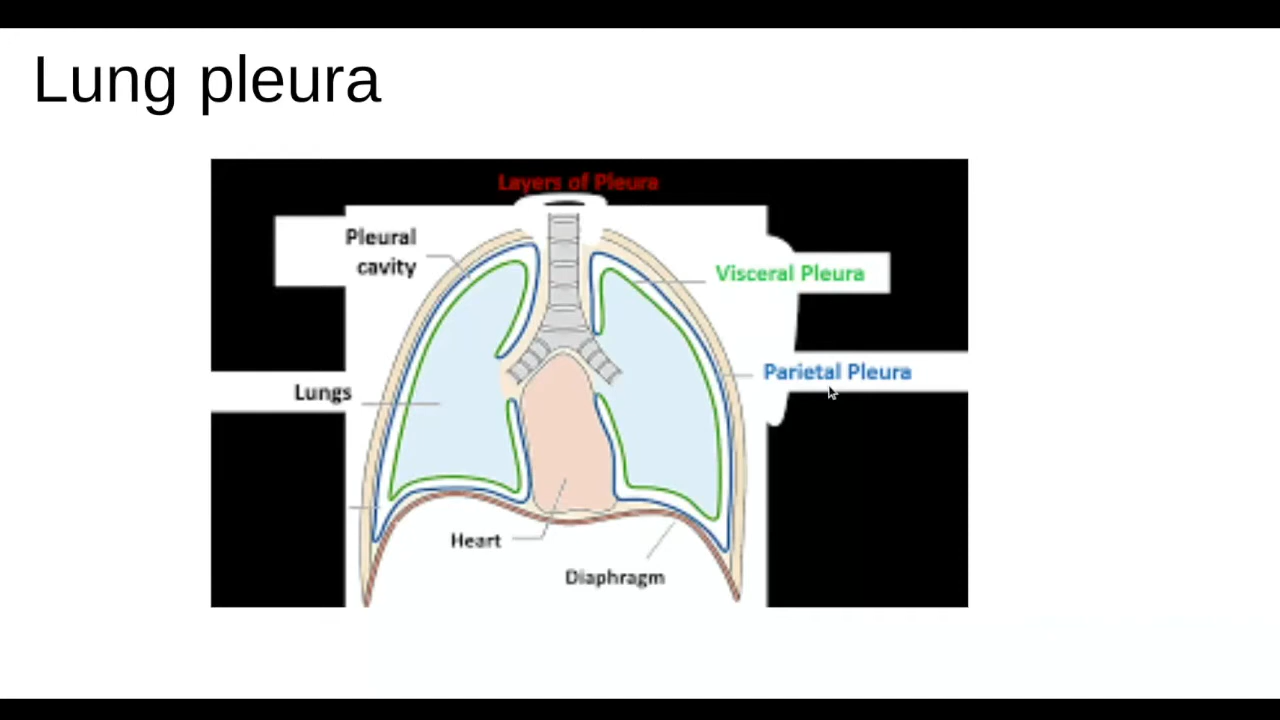 Lung pleura
Layers of Pleura
Pleural
cavity
Visceral Pleura
Parietal Pleura
Lungs
Heart
Diaphragm